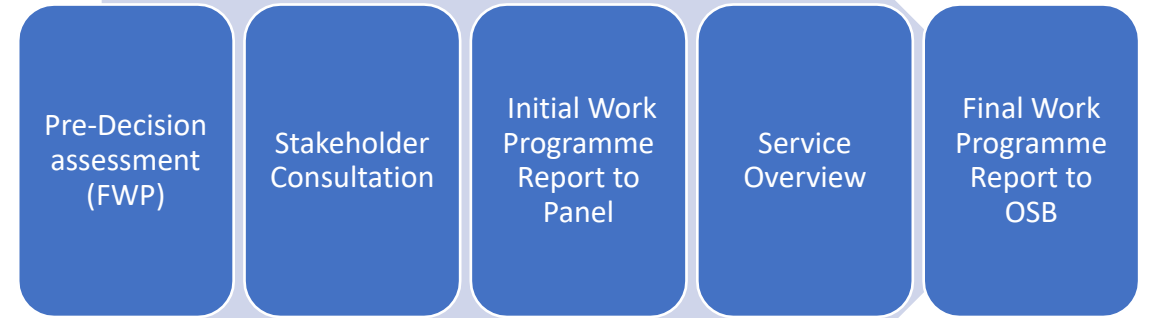 Pre-Decision
assessment
(FWP)
Stakeholder
Consultation
Initial Work
Programme
Report to
Panel
Service
Overview
Final Work
Programme
Report to
OSB